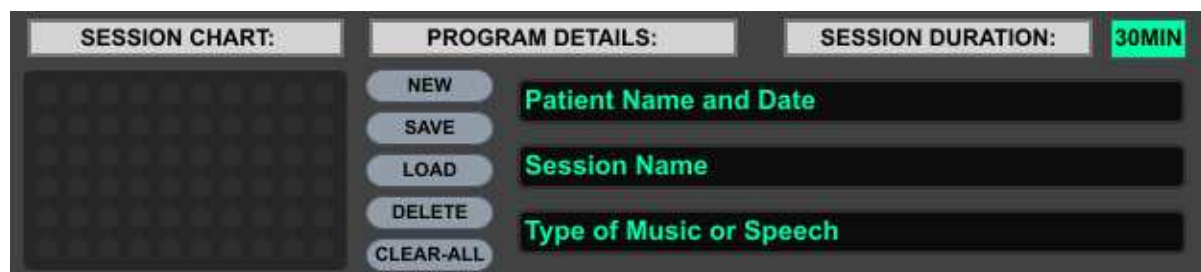 SESSION CHART:
PROGRAM DETAILS:
SESSION DURATION:
30MIN
NEW
SAVE
LOAD
DELETE
CLEAR-ALL
Patient Name and Date
Session Name
Type of Music or Speech